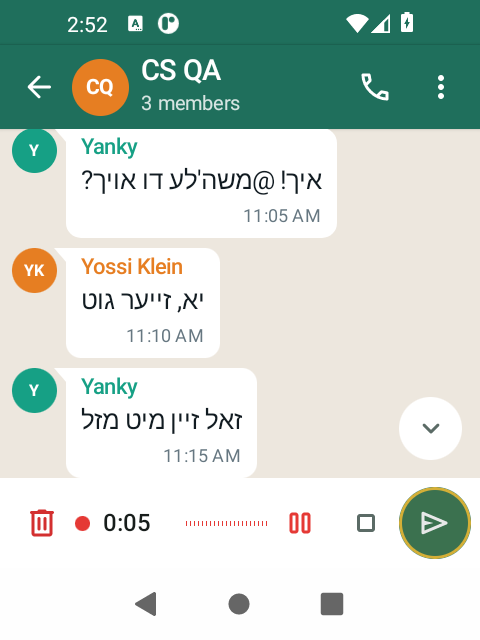 2:52
A
CQ
CS QA
3 members
Y
Yanky
איך! @משה'לע דו אויך?
11:05 AM
YK
Yossi Klein
יא, זייער גוט
11:10 AM
Y
Yanky
זאל זיין מיט מזל
11:15 AM
0:05